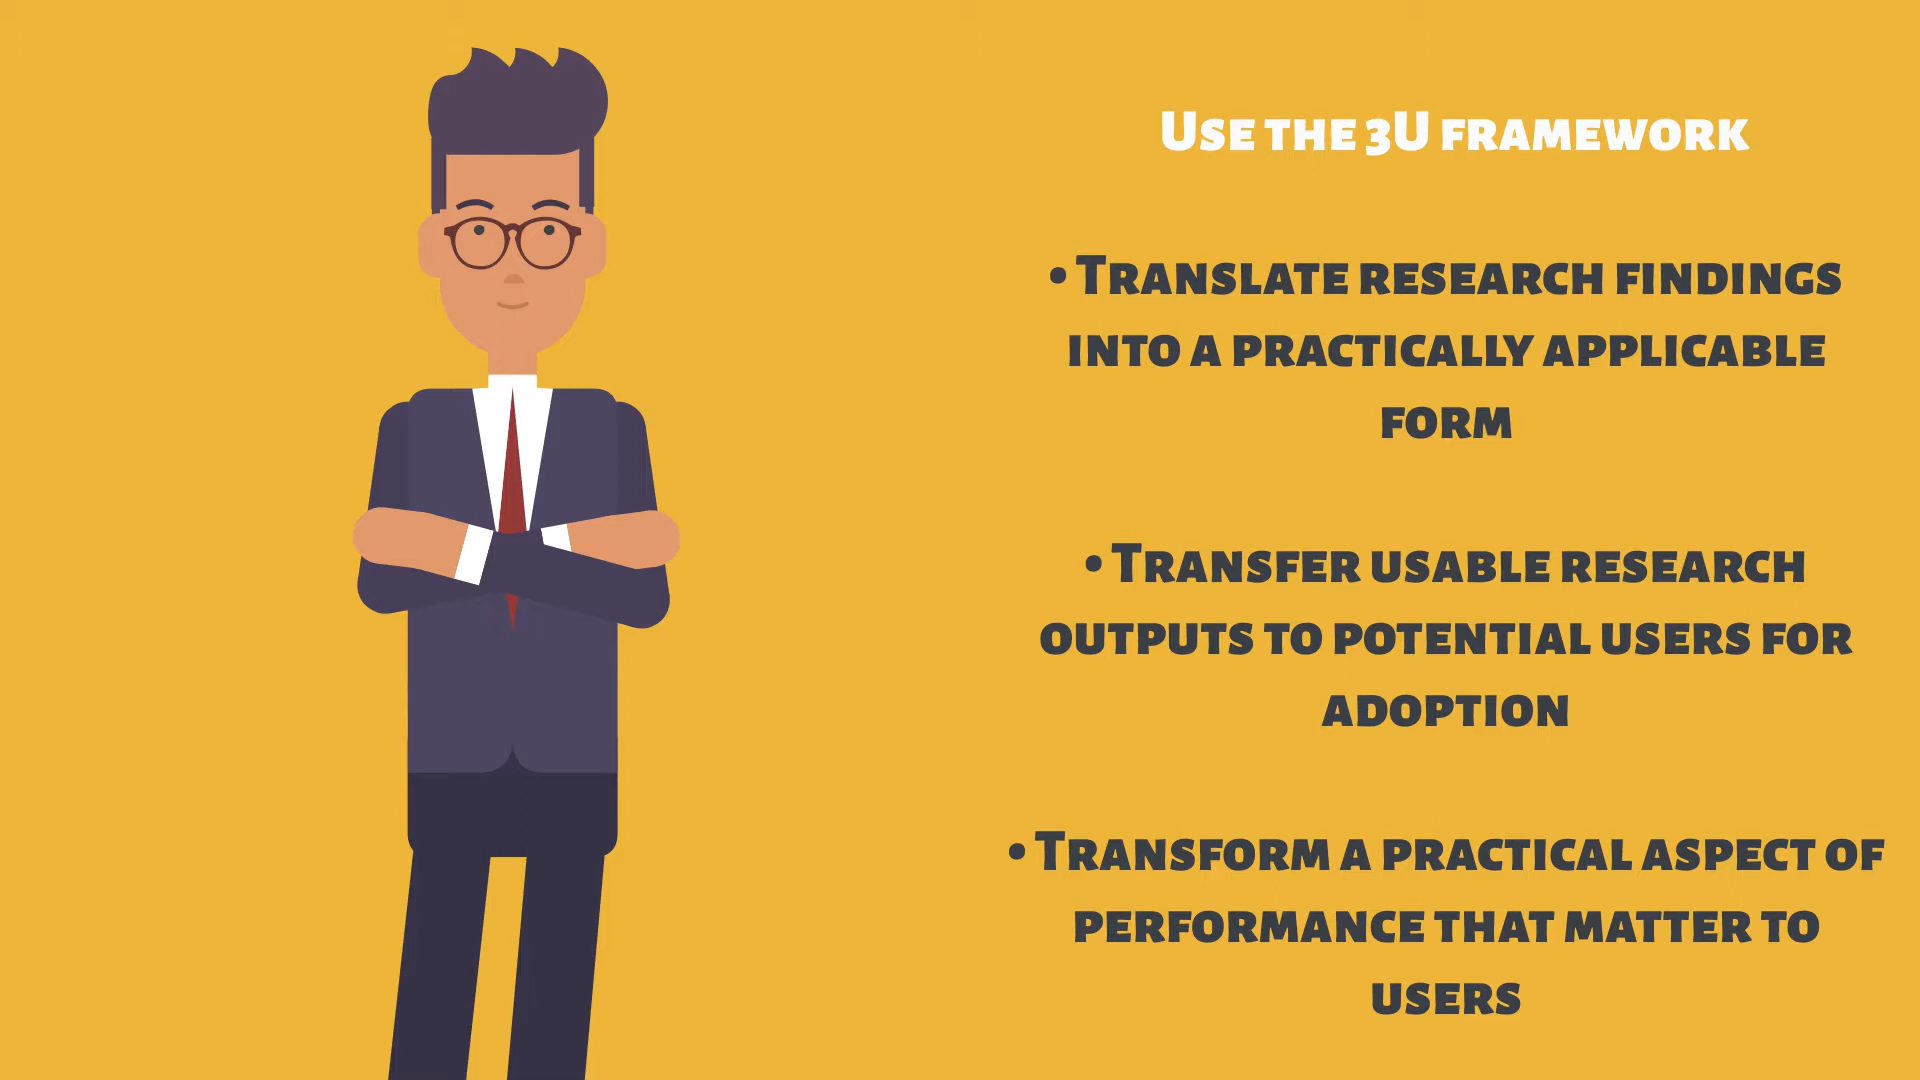 Use the 3U framework
• Translate research findings
into a practically applicable
form
• Transfer usable research
outputs to potential users for
adoption
• Transform a practical aspect of
performance that matter to
users